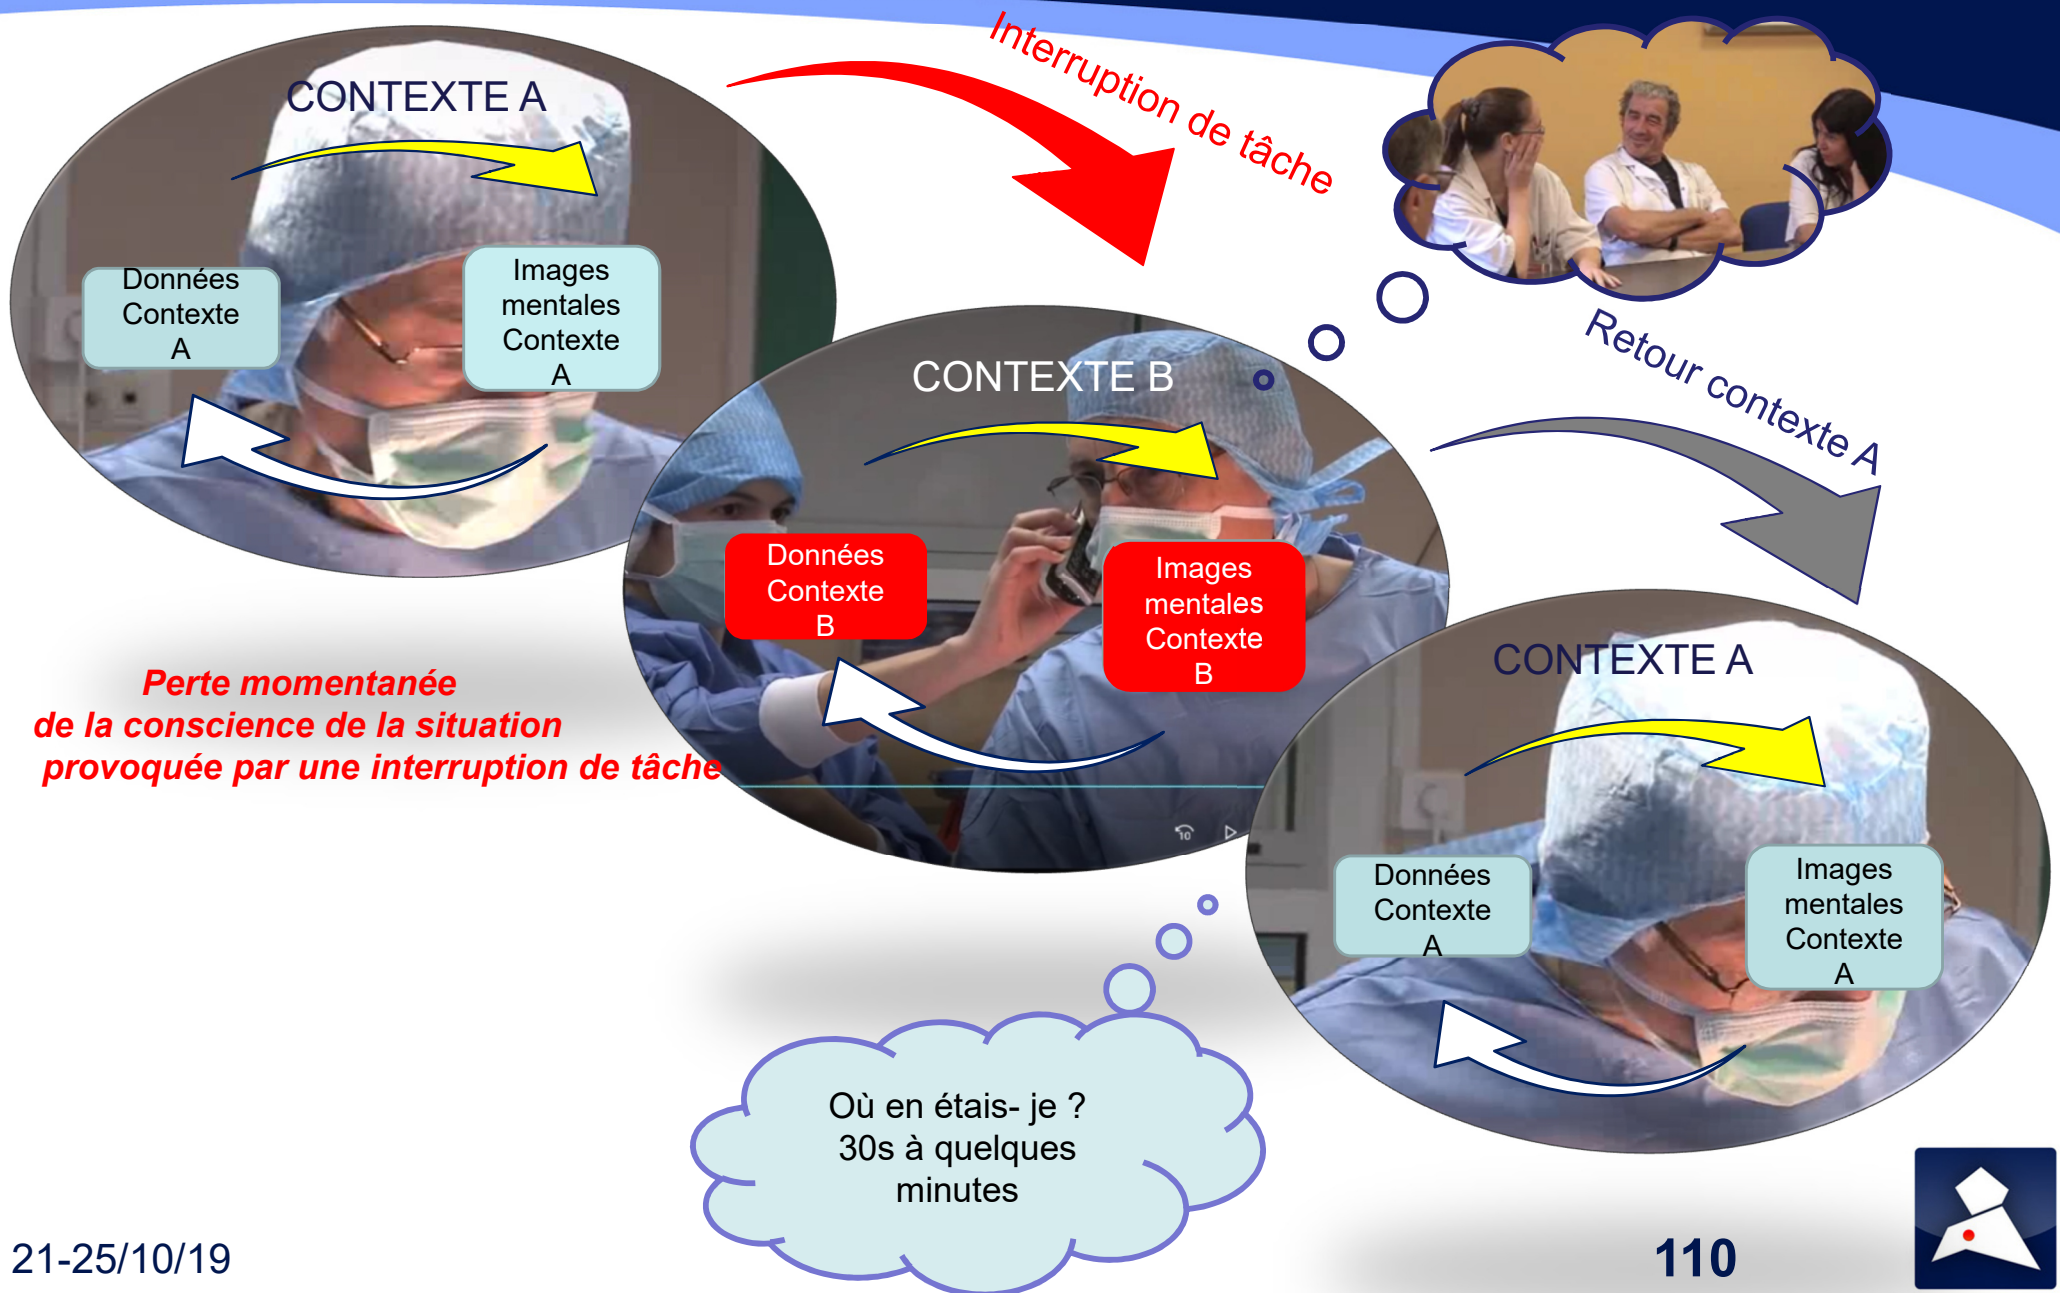 CONTEXTE A
Interruption de tâche
Données
Contexte
A
Images
mentales
Contexte
A
Retour contexte A
CONTEXTE B
Données
Contexte
B
Images
mentales
Contexte
B
Perte momentanée
de la conscience de la situation
provoquée par une interruption de tâche
CONTEXTE A
10
Données
Contexte
A
Images
mentales
Contexte
A
Où en étais- je ?
30s à quelques
minutes
21-25/10/19
110